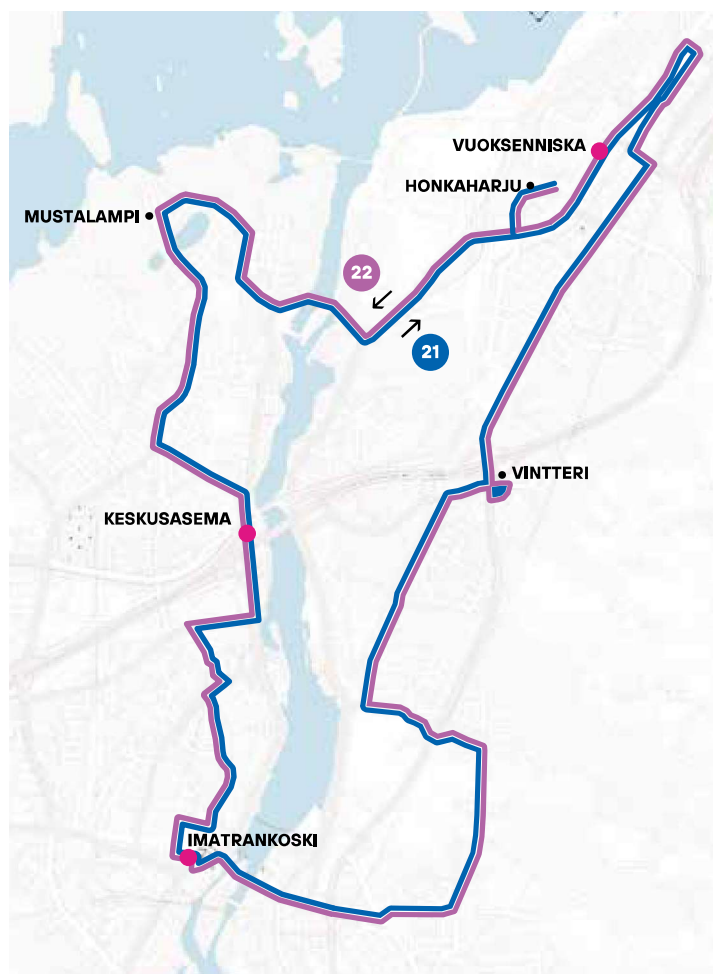 VUOKSENNISKA
HONKAHARJU
MUSTALAMPI
22
21
VINTTERI
KESKUSASEMA
IMATRANKOSKI